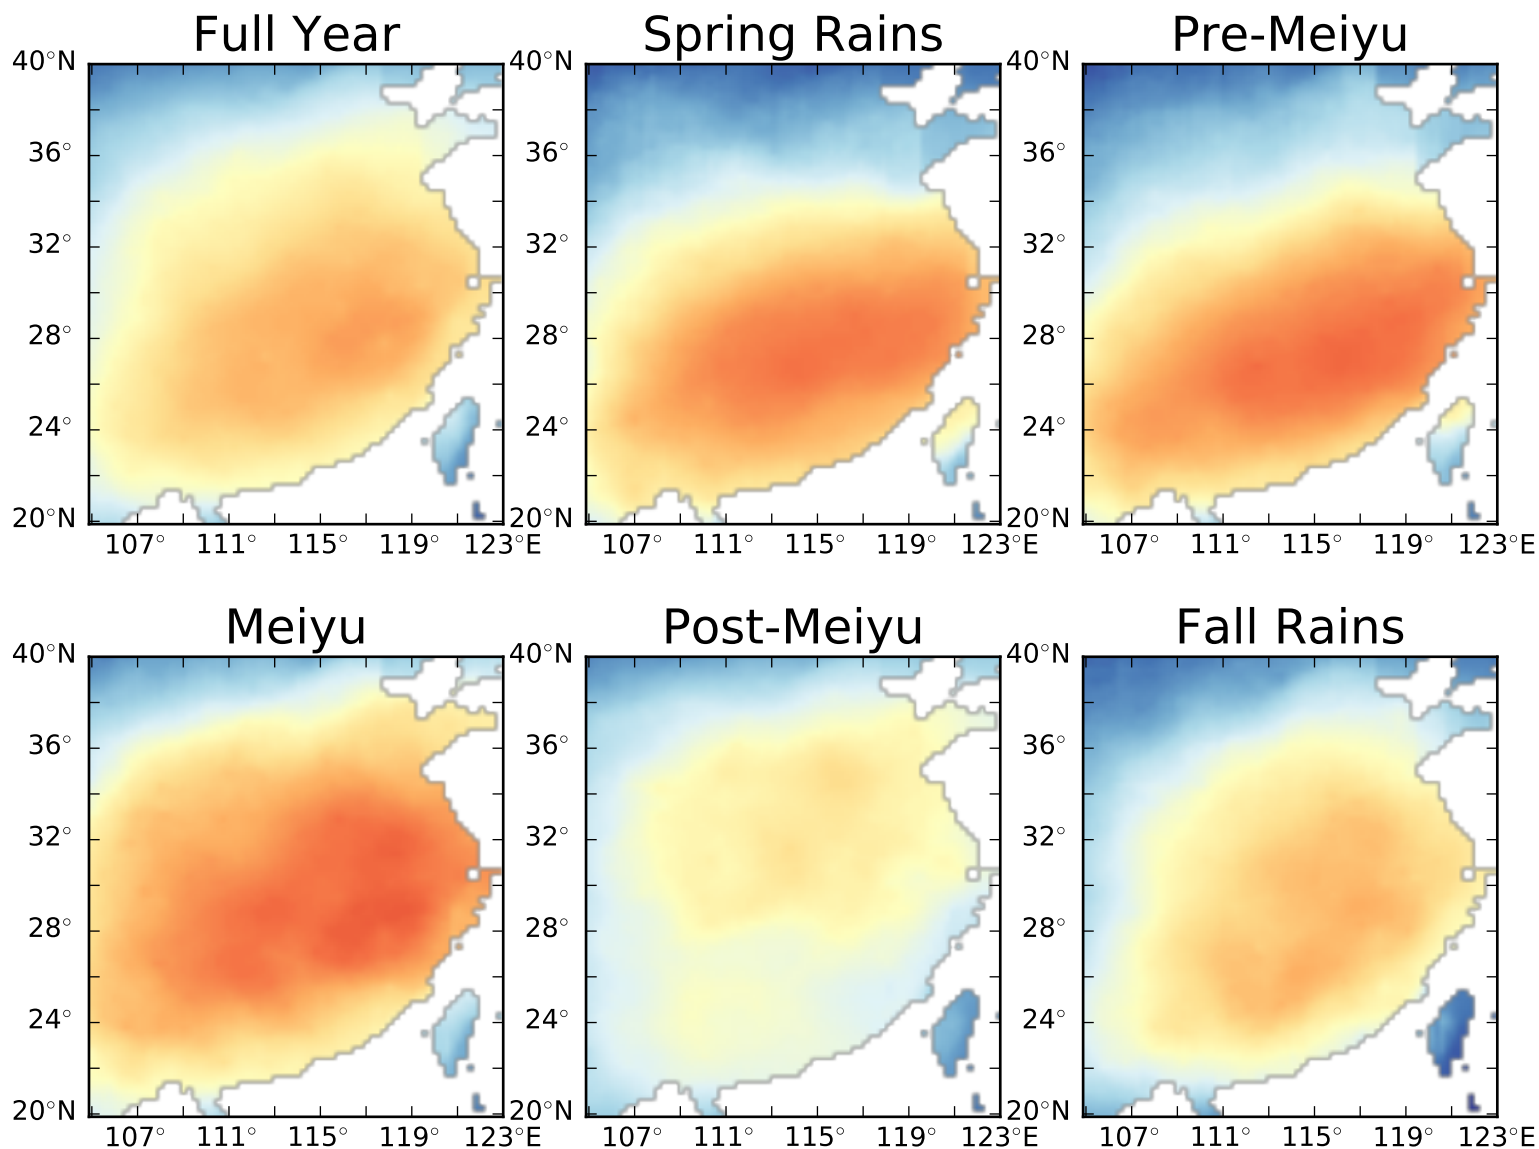 Full Year Spring Rains Pre-Meiyu
40°N 40°N 40°N
36° 36° 36°
32° 32° 32°
28° 28° 28°
24° 24° 24°
20°N 20°N 20°N
107° 111° 115° 119° 123°E 107° 111° 115° 119° 123°E 107° 111° 115° 119° 123°E
Meiyu Post-Meiyu Fall Rains
40°N 40°N 40°N
36° 36° 36°
32° 32° 32°
28° 28° 28°
24° 24° 24°
20°N 20°N 20°N
107° 111° 115° 119° 123°E 107° 111° 115° 119° 123°E 107° 111° 115° 119° 123°E